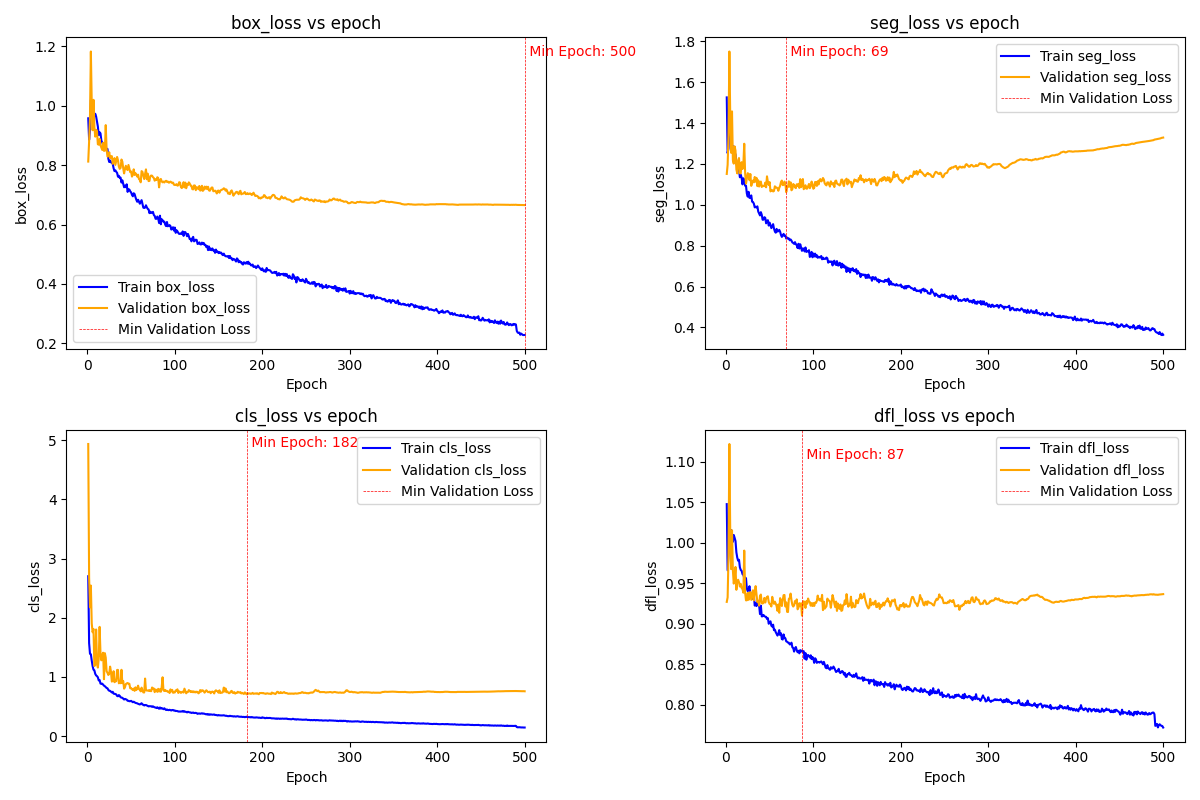 box_loss vs epoch
Min Epoch: 500
1.2
1.0
0.8
0.6
0.4
0.2
box_loss
Train box_loss
Validation box_loss
Min Validation Loss
0 100 200 300 400 500
Epoch
seg_loss vs epoch
Min Epoch: 69
1.8
1.6
1.4
1.2
1.0
0.8
0.6
0.4
seg_loss
Train seg_loss
Validation seg_loss
Min Validation Loss
0 100 200 300 400 500
Epoch
cls_loss vs epoch
Min Epoch: 182
5
4
3
2
1
0
cls_loss
Train cls_loss
Validation cls_loss
Min Validation Loss
0 100 200 300 400 500
Epoch
dfl_loss vs epoch
Min Epoch: 87
1.10
1.05
1.00
0.95
0.90
0.85
0.80
dfl_loss
Train dfl_loss
Validation dfl_loss
Min Validation Loss
0 100 200 300 400 500
Epoch